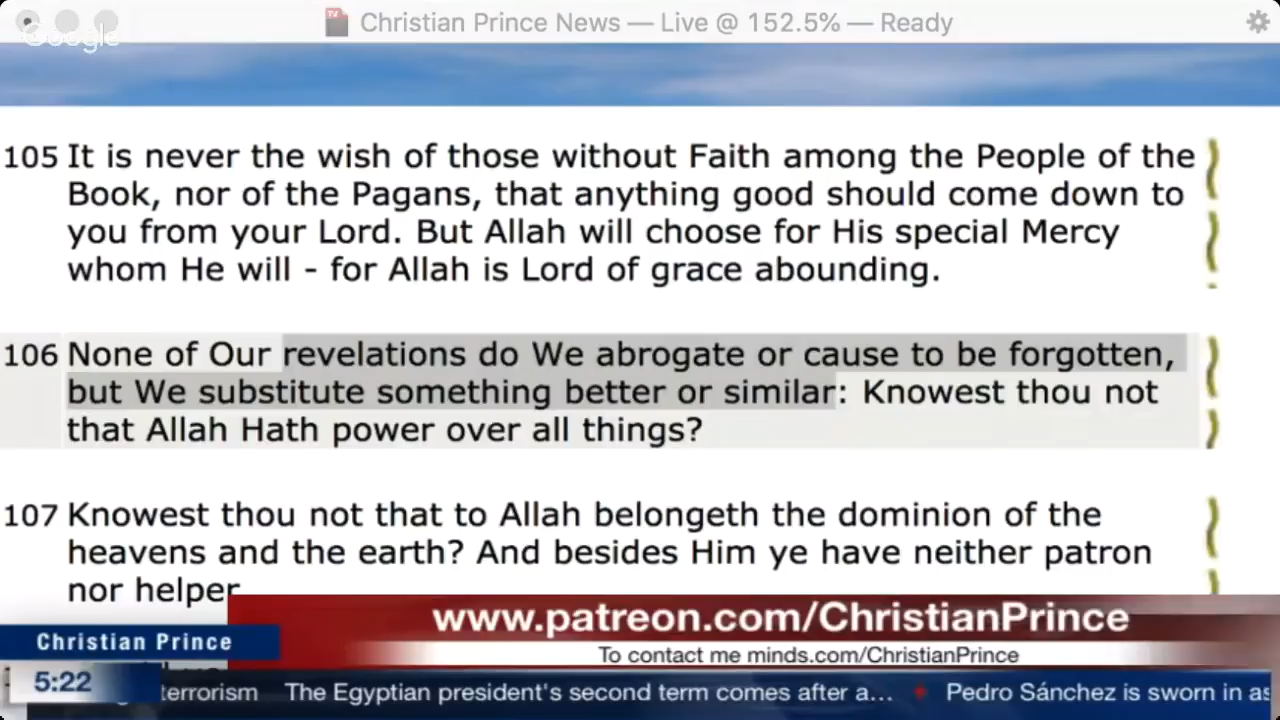 Christian Prince News — Live @ 152.5% — Ready
Google
105 It is never the wish of those without Faith among the People of the
Book, nor of the Pagans, that anything good should come down to
you from your Lord. But Allah will choose for His special Mercy
whom He will - for Allah is Lord of grace abounding.
106 None of Our revelations do We abrogate or cause to be forgotten,
but We substitute something better or similar: Knowest thou not
that Allah Hath power over all things?
107 Knowest thou not that to Allah belongeth the dominion of the
heavens and the earth? And besides Him ye have neither patron
nor helper
www.patreon.com/ChristianPrince
Christian Prince
To contact me minds.com/ChristianPrince
5:22
terrorism The Egyptian president's second term comes after a... Pedro Sánchez is sworn in as